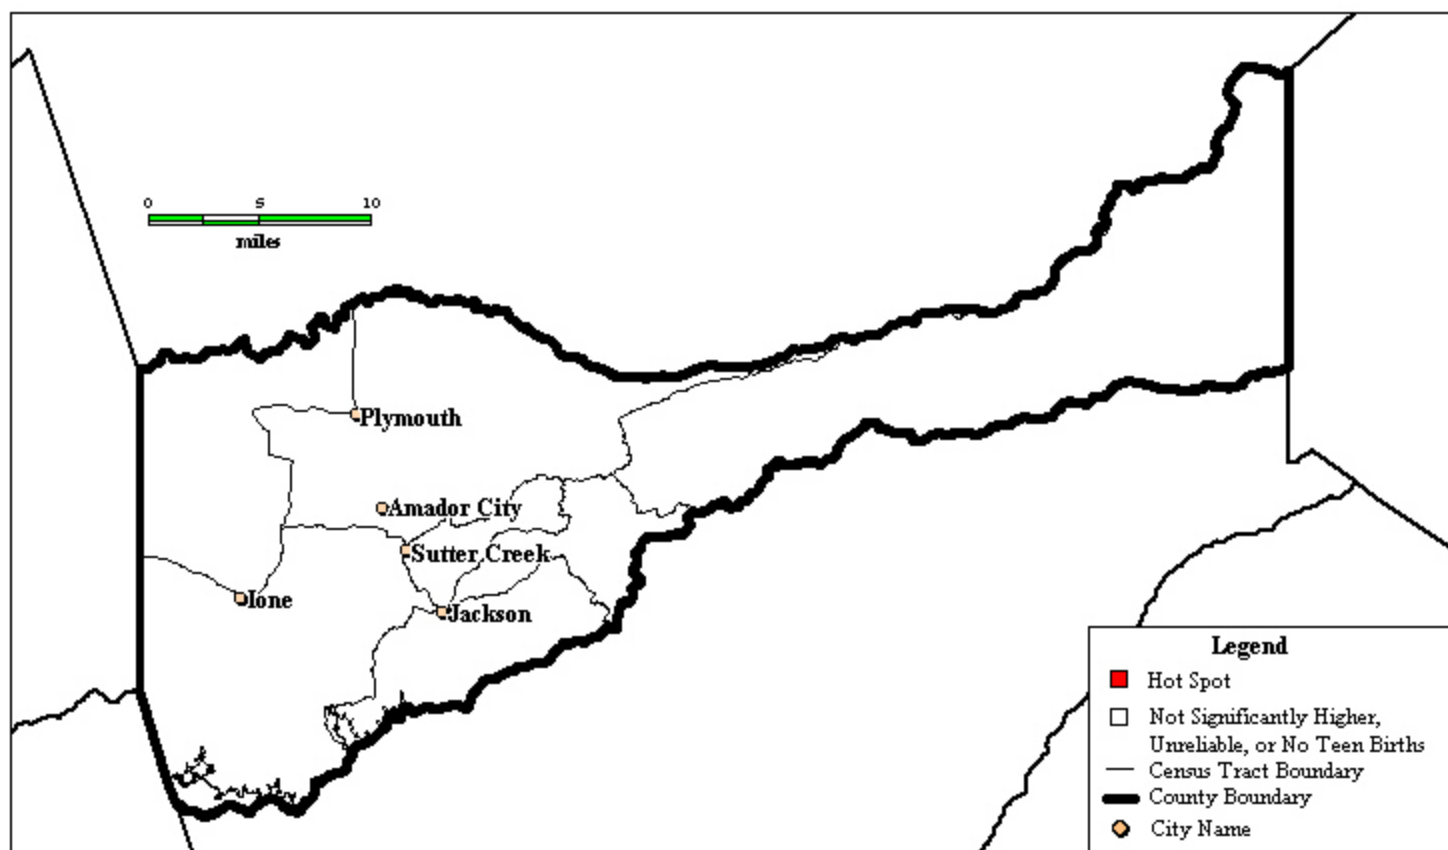 0 5 10
miles
Plymouth
Amador City
Sutter Creek
Ione
Jackson
Legend
Hot Spot
Not Significantly Higher,
Unreliable, or No Teen Births
Census Tract Boundary
County Boundary
City Name